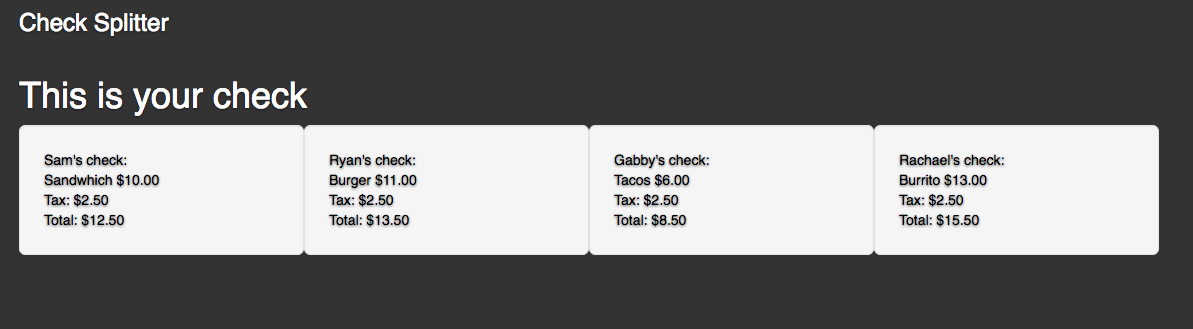 Check Splitter
This is your check
Sam's check:
Sandwhich $10.00
Tax: $2.50
Total: $12.50
Ryan's check:
Burger $11.00
Tax: $2.50
Total: $13.50
Gabby's check:
Tacos $6.00
Tax: $2.50
Total: $8.50
Rachael's check:
Burrito $13.00
Tax: $2.50
Total: $15.50